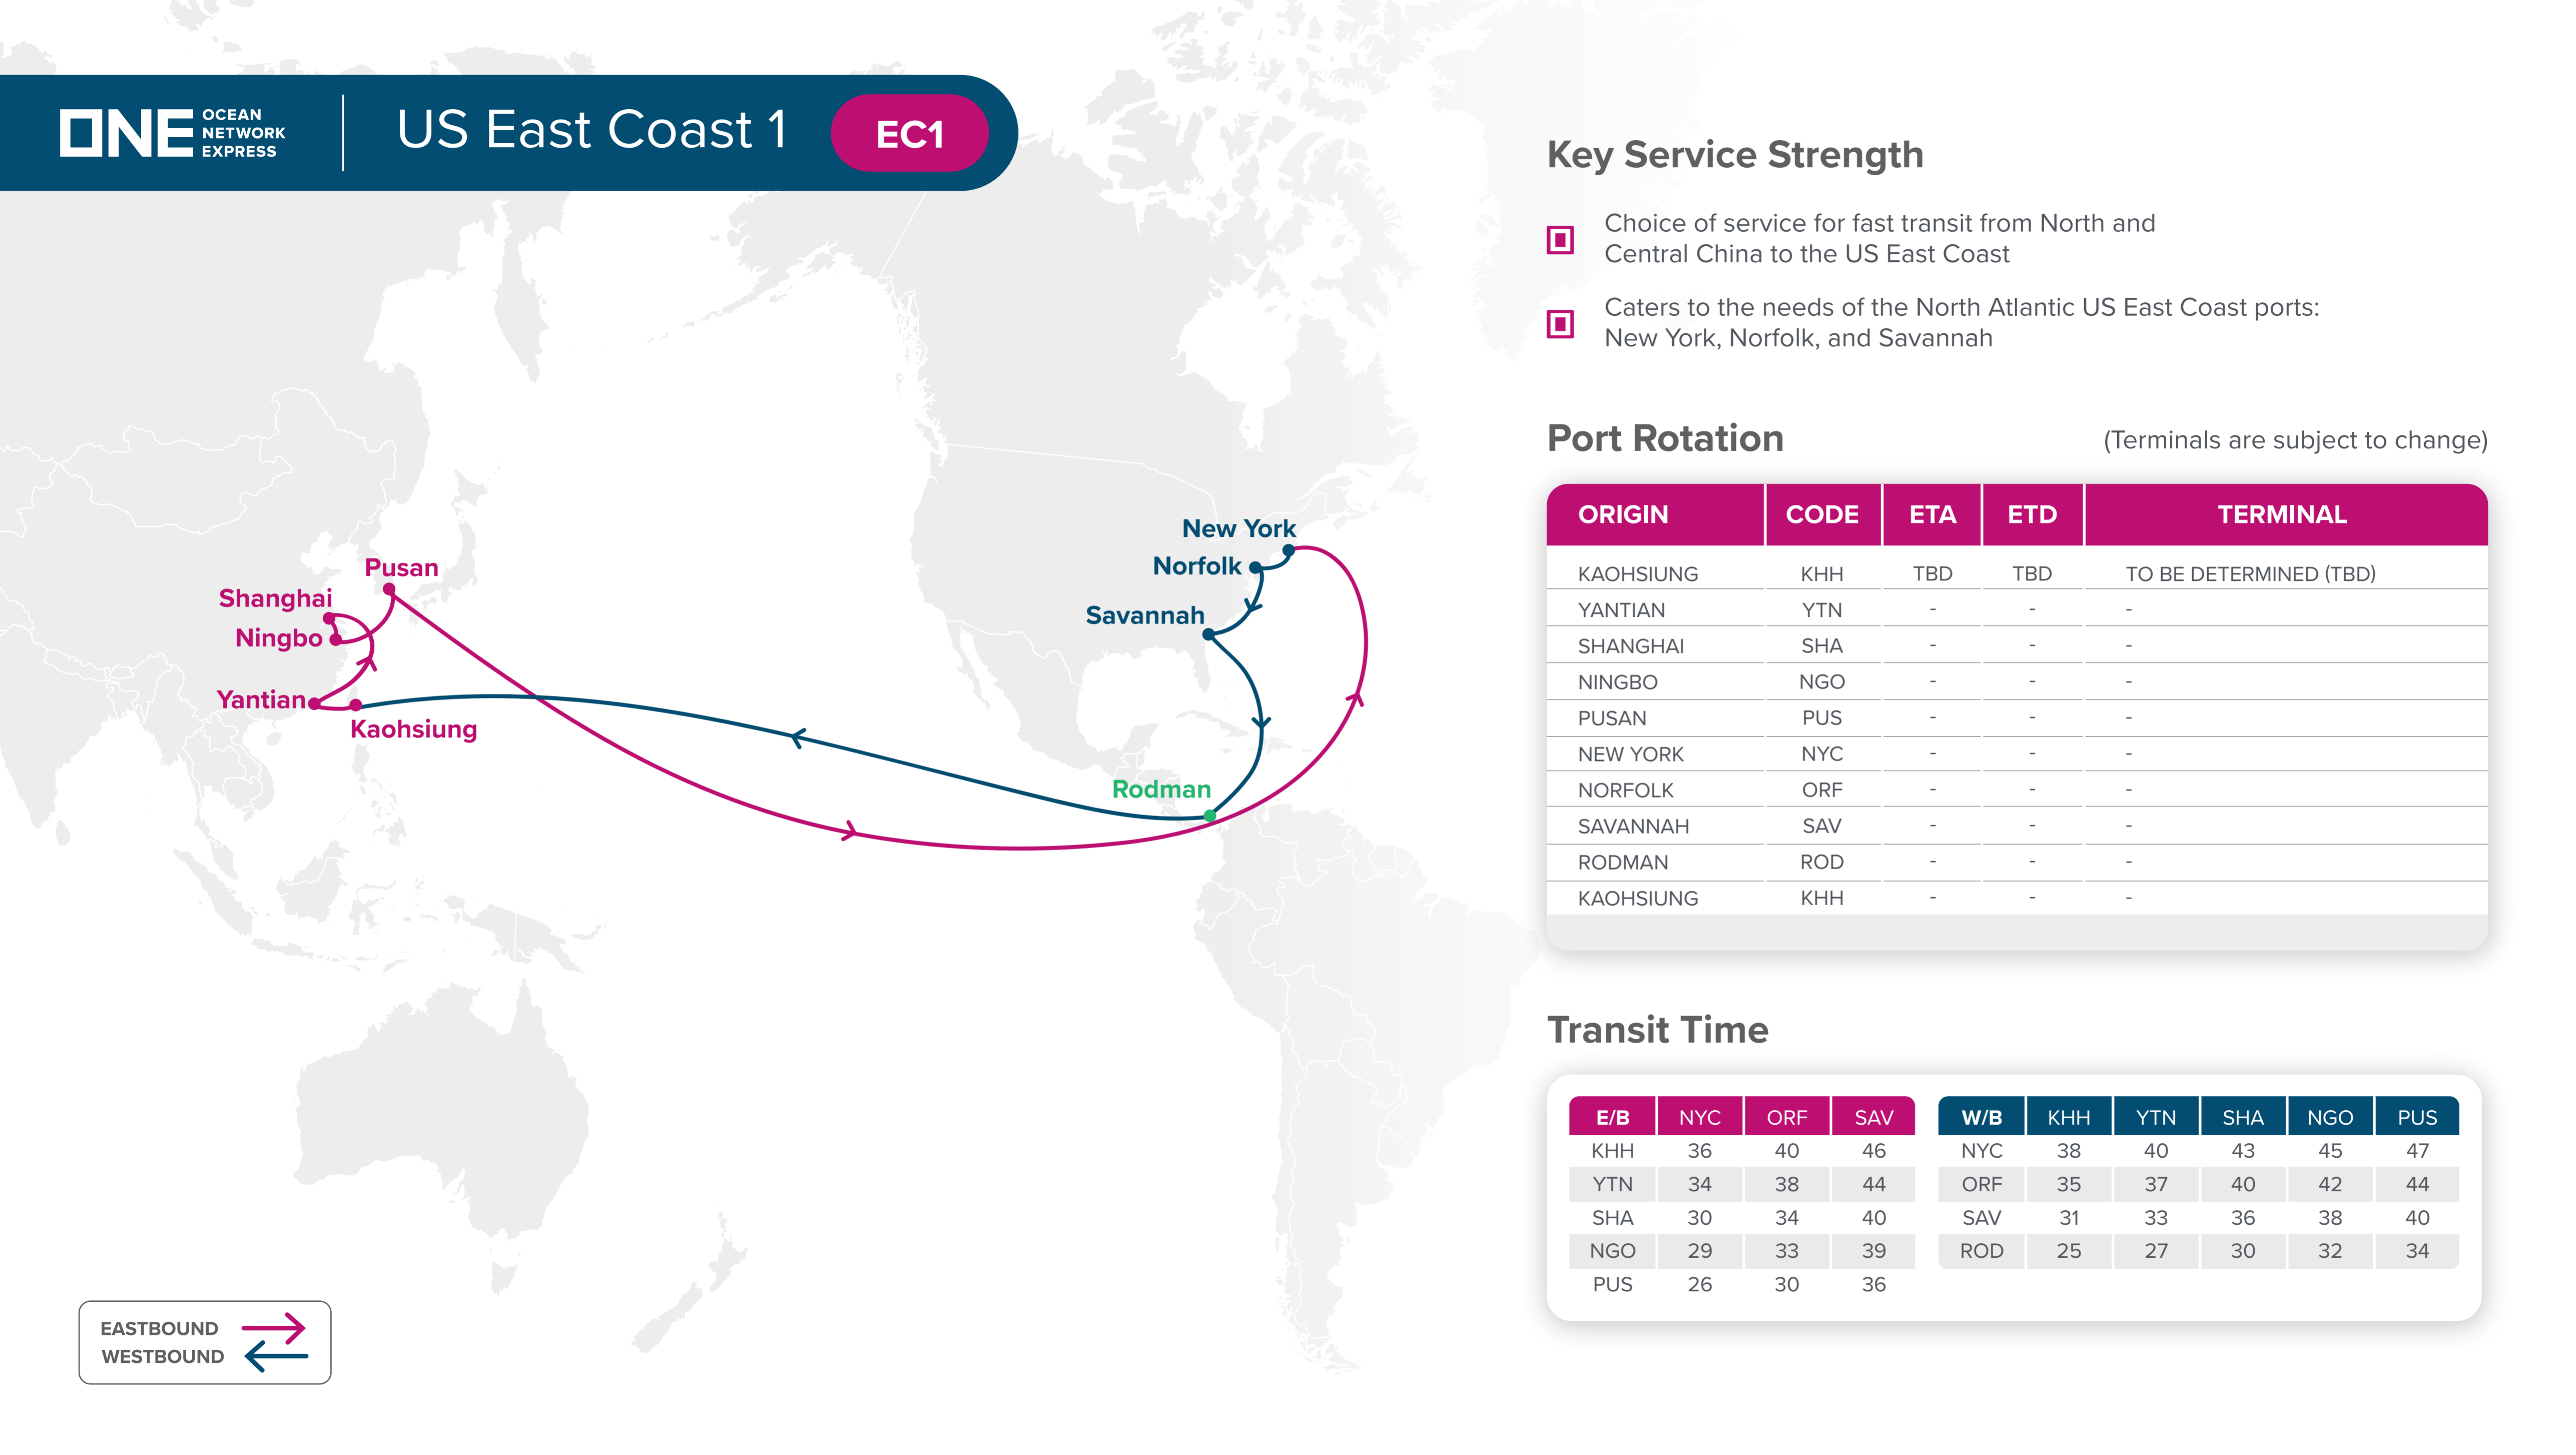 ONE OCEAN
NETWORK
EXPRESS
US East Coast 1
EC1
Key Service Strength
Choice of service for fast transit from North and
Central China to the US East Coast
Caters to the needs of the North Atlantic US East Coast ports:
New York, Norfolk, and Savannah
New York
Norfolk
Savannah
Pusan
Shanghai
Ningbo
Yantian
Kaohsiung
Rodman
EASTBOUND
WESTBOUND
Port Rotation
(Terminals are subject to change)
ORIGIN CODE ETA ETD TERMINAL
KAOHSIUNG KHH TBD TBD TO BE DETERMINED (TBD)
YANTIAN YTN - - -
SHANGHAI SHA - - -
NINGBO NGO - - -
PUSAN PUS - - -
NEW YORK NYC - - -
NORFOLK ORF - - -
SAVANNAH SAV - - -
RODMAN ROD - - -
KAOHSIUNG KHH - - -
Transit Time
E/B NYC ORF SAV
KHH 36 40 46
YTN 34 38 44
SHA 30 34 40
NGO 29 33 39
PUS 26 30 36
W/B KHH YTN SHA NGO PUS
NYC 38 40 43 45 47
ORF 35 37 40 42 44
SAV 31 33 36 38 40
ROD 25 27 30 32 34